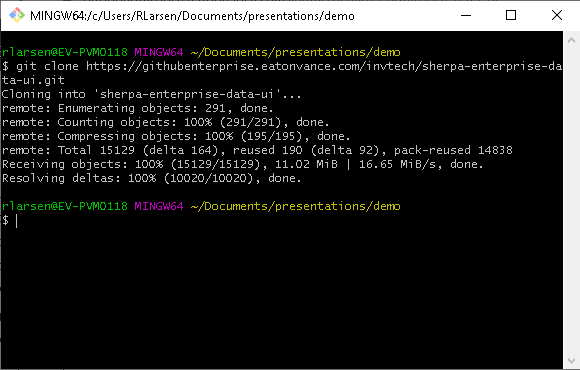 MINGW64:/c/Users/RLarsen/Documents/presentations/demo
rlarsen@EV-PVM0118 MINGW64 ~/Documents/presentations/demo
$ git clone https://githubenterprise.eatonvance.com/invtech/sherpa-enterprise-da
ta-ui.git
Cloning into 'sherpa-enterprise-data-ui'...
remote: Enumerating objects: 291, done.
remote: Counting objects: 100% (291/291), done.
remote: Compressing objects: 100% (195/195), done.
remote: Total 15129 (delta 164), reused 190 (delta 92), pack-reused 14838
Receiving objects: 100% (15129/15129), 11.02 MiB | 16.65 MiB/s, done.
Resolving deltas: 100% (10020/10020), done.
rlarsen@EV-PVM0118 MINGW64 ~/Documents/presentations/demo
$